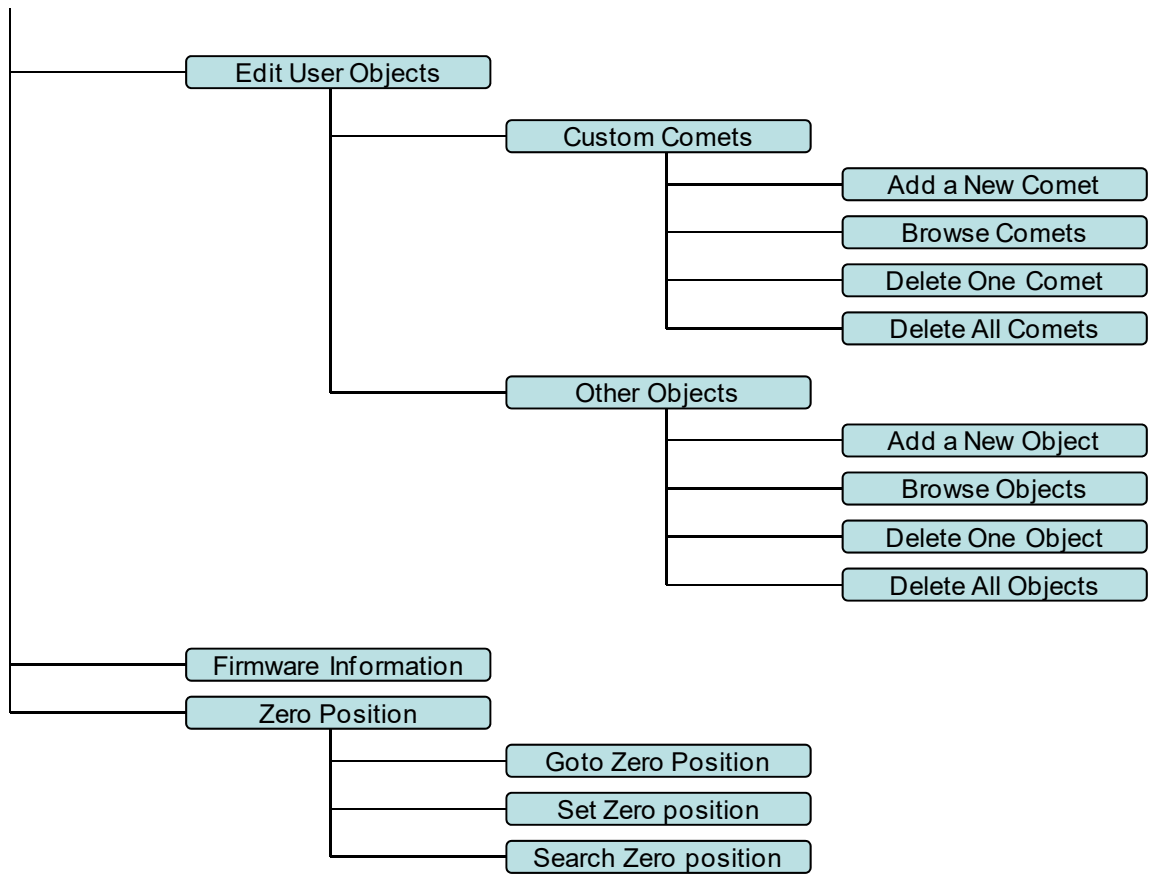 Edit User Objects
Custom Comets
Add a New Comet
Browse Comets
Delete One Comet
Delete All Comets
Other Objects
Add a New Object
Browse Objects
Delete One Object
Delete All Objects
Firmware Information
Zero Position
Goto Zero Position
Set Zero position
Search Zero position